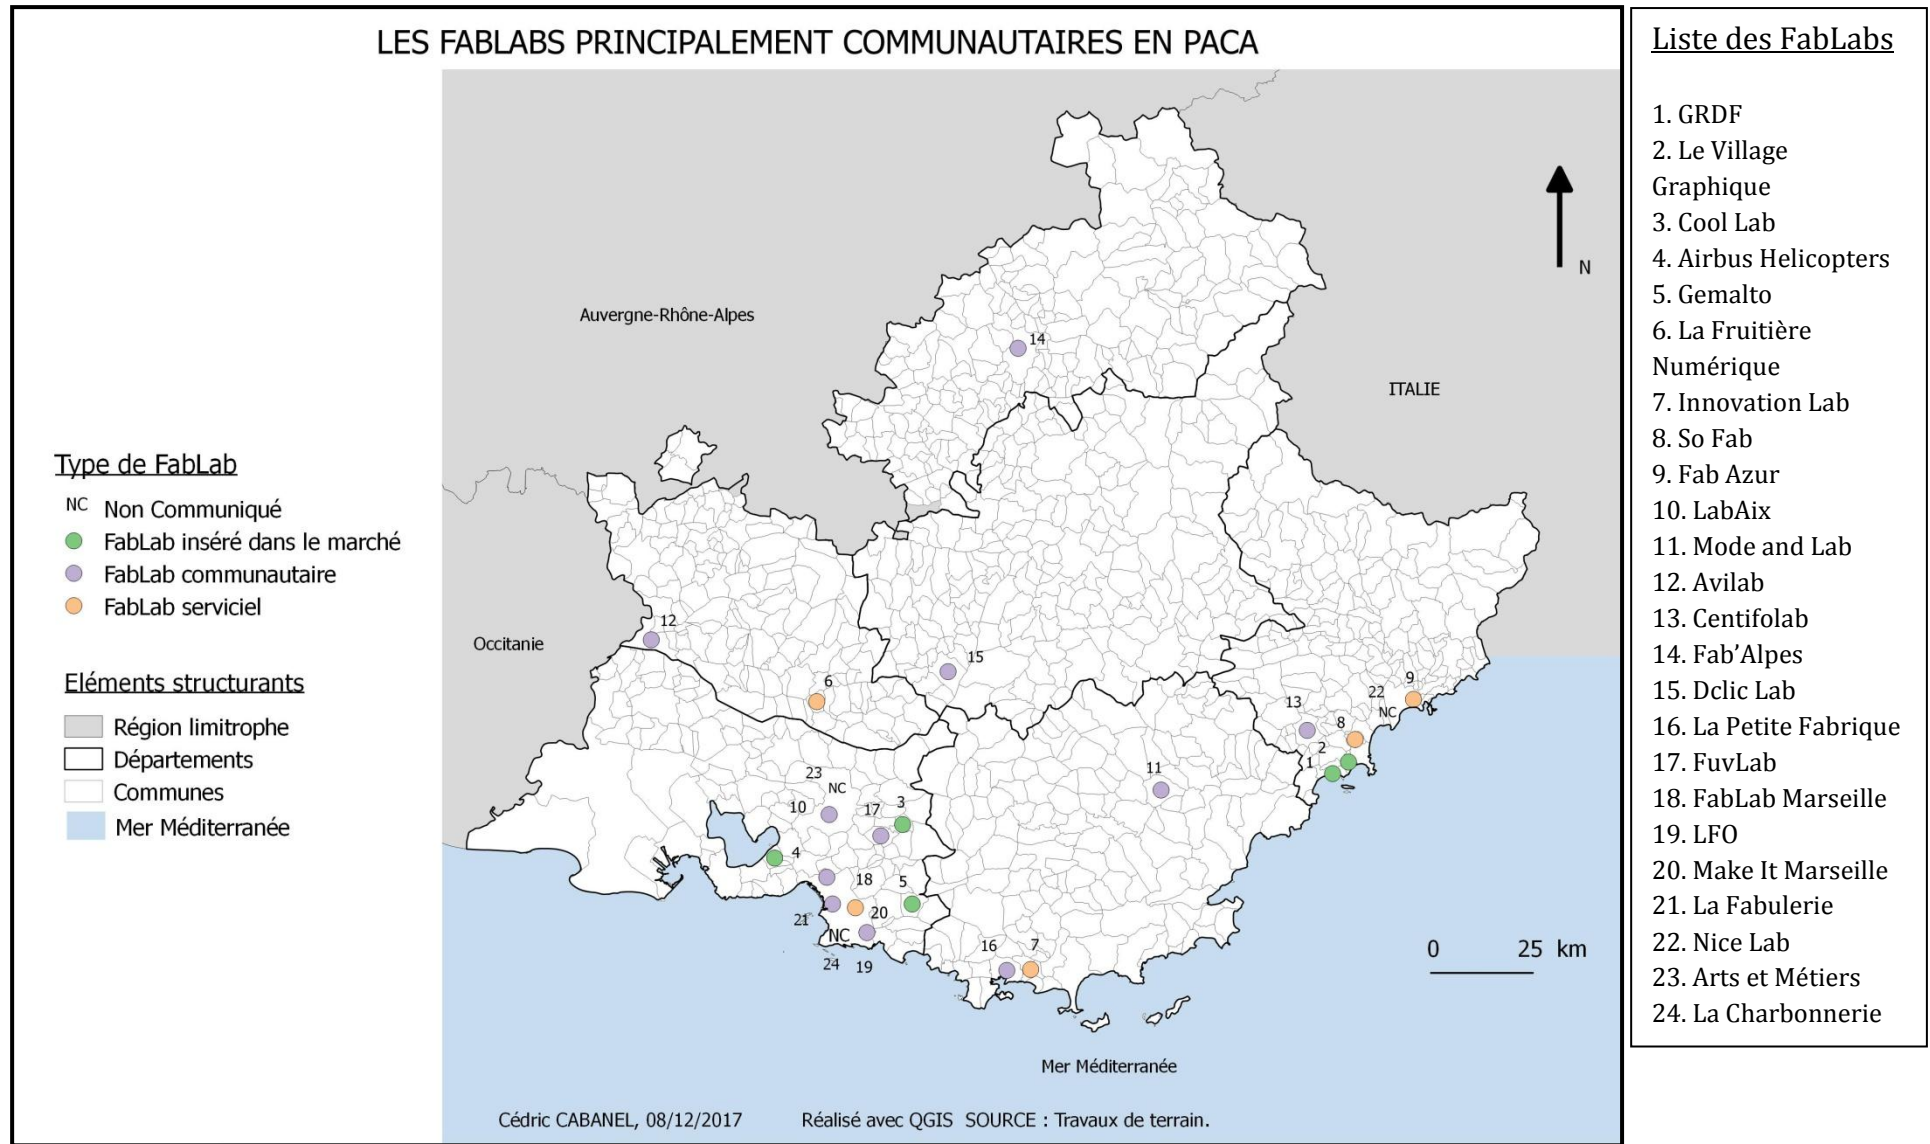 LES FABLABS PRINCIPALEMENT COMMUNAUTAIRES EN PACA
Type de FabLab
NC Non Communiqué
FabLab inséré dans le marché
FabLab communautaire
FabLab serviciel
Eléments structurants
Région limitrophe
Départements
Communes
Mer Méditerranée
Auvergne-Rhône-Alpes
ITALIE
Occitanie
N
14
12
15
6
9
22
NC
13
8
2
1
11
23
NC
10
17
3
4
18
5
21
20
NC
24
19
16
7
0 25 km
Mer Méditerranée
Cédric CABANEL, 08/12/2017 Réalisé avec QGIS SOURCE : Travaux de terrain.
Liste des FabLabs
1. GRDF
2. Le Village
Graphique
3. Cool Lab
4. Airbus Helicopters
5. Gemalto
6. La Fruitière
Numérique
7. Innovation Lab
8. So Fab
9. Fab Azur
10. LabAix
11. Mode and Lab
12. Avilab
13. Centifolab
14. Fab’Alpes
15. Dclic Lab
16. La Petite Fabrique
17. FuvLab
18. FabLab Marseille
19. LFO
20. Make It Marseille
21. La Fabulerie
22. Nice Lab
23. Arts et Métiers
24. La Charbonnerie